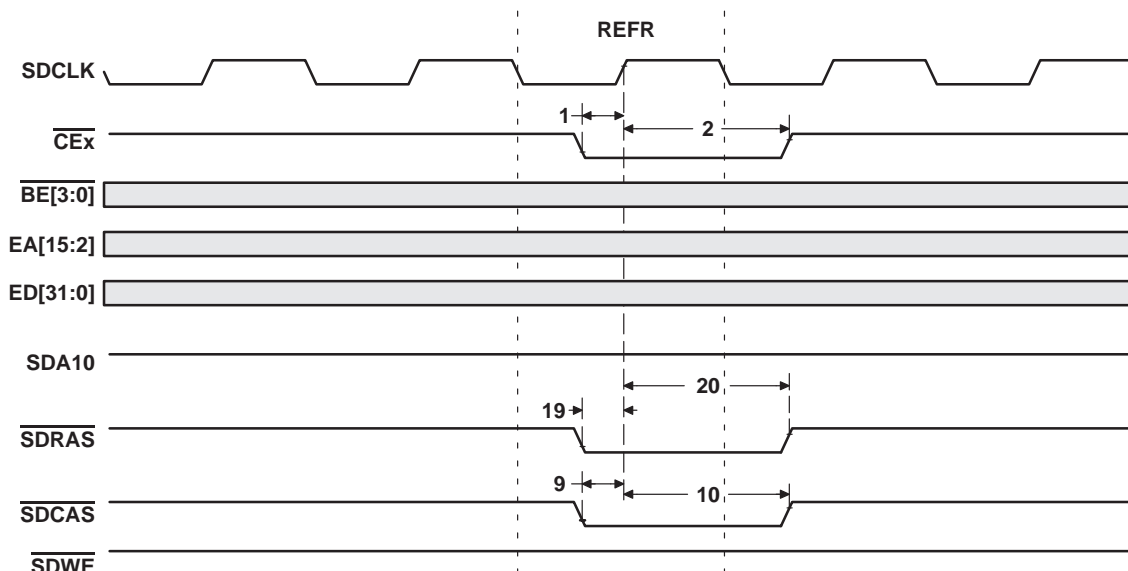 REFR
SDCLK
1
2
CEx
BE[3:0]
EA[15:2]
ED[31:0]
SDA10
20
19
SDRAS
9
10
SDCAS
SDWE